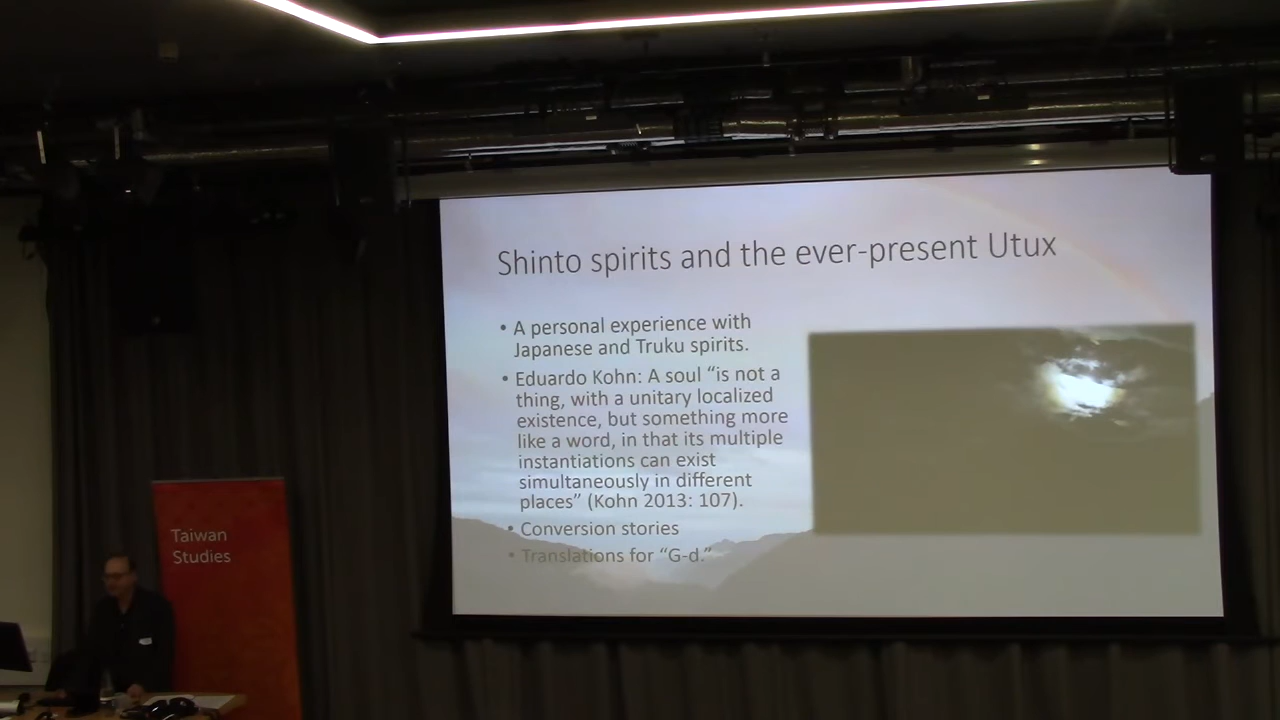 Shinto spirits and the ever-present Utux
• A personal experience with
Japanese and Truku spirits.
• Eduardo Kohn: A soul “is not a
thing, with a unitary localized
existence, but something more
like a word, in that its multiple
instantiations can exist
simultaneously in different
places” (Kohn 2013: 107).
• Conversion stories
• Translations for “G-d.”
Taiwan
Studies